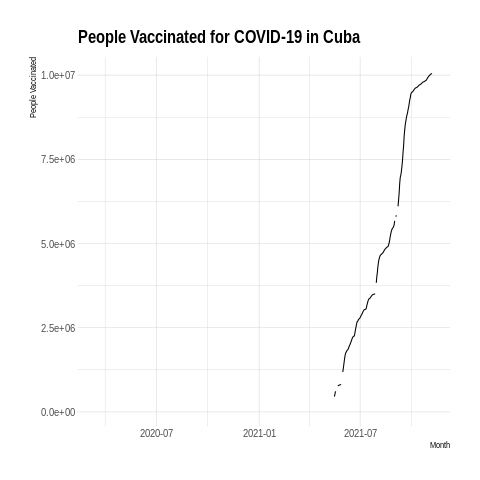 People Vaccinated for COVID-19 in Cuba
People Vaccinated
1.0e+07
7.5e+06
5.0e+06
2.5e+06
0.0e+00
2020-07
2021-01
2021-07
Month